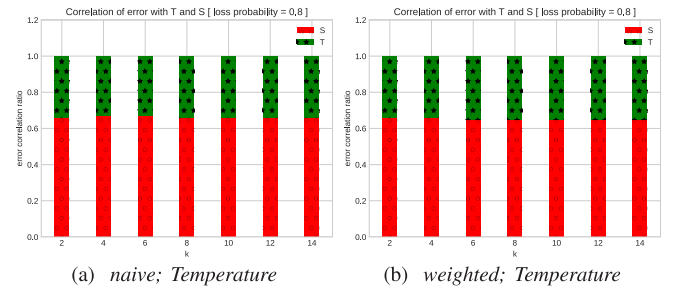 Correlation of error with T and S [ loss probability = 0,8 ]
1.2
1.0
0.8
0.6
0.4
0.2
0.0
error correlation ratio
S
T
2 4 6 8 10 12 14
k
(a) naive; Temperature
Correlation of error with T and S [ loss probability = 0,8 ]
1.2
1.0
0.8
0.6
0.4
0.2
0.0
error correlation ratio
S
T
2 4 6 8 10 12 14
k
(b) weighted; Temperature